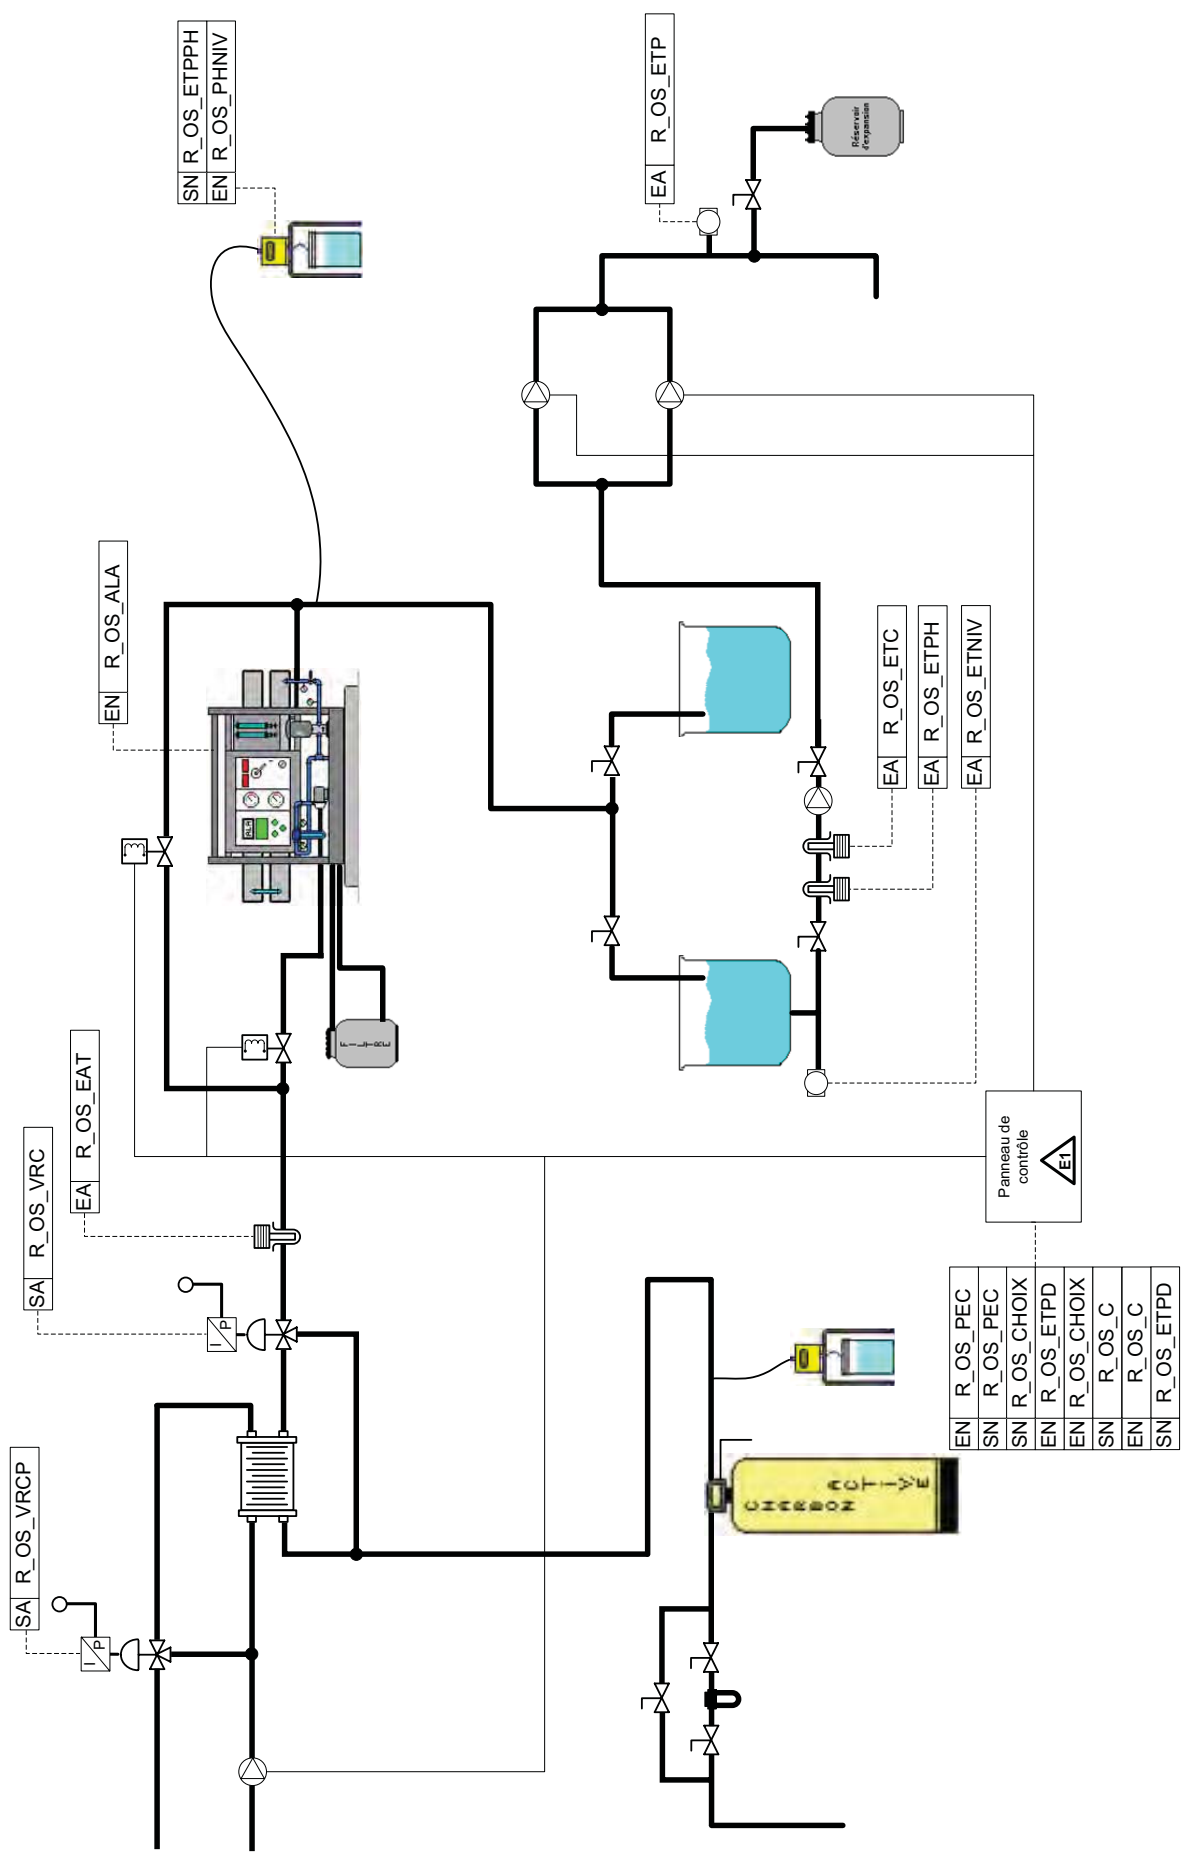 SA R_OS_VRCP
I/P
SA R_OS_VRC
I/P
EA R_OS_EAT
EN R_OS_ALA
ALA
SN R_OS_ETPPH
EN R_OS_PHNIV
FILTRE
EA R_OS_ETP
Réservoir
d'expansion
CHARBON
ACTIVE
EA R_OS_ETC
EA R_OS_ETPH
EA R_OS_ETNIV
Panneau de
contrôle
E1
EN R_OS_PEC
SN R_OS_PEC
SN R_OS_CHOIX
EN R_OS_ETPD
EN R_OS_CHOIX
SN R_OS_C
EN R_OS_C
SN R_OS_ETPD